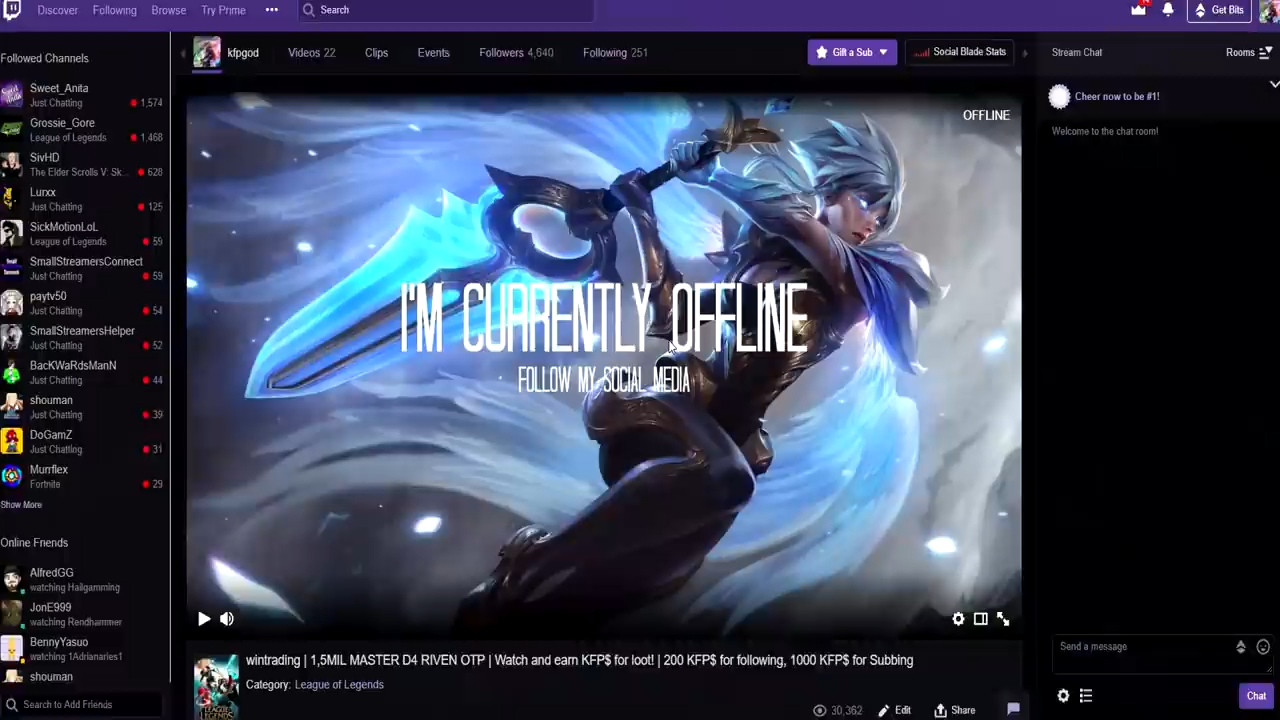 Discover Following Browse Try Prime ••• Search Get Bits
kfpgod Videos 22 Clips Events Followers 4,640 Following 251 Gift a Sub Social Blade Stats
Followed Channels
Sweet_Anita
Just Chatting 1,574
Grossie_Gore
League of Legends 1,468
SivHD
The Elder Scrolls V: Sk... 628
Lurxx
Just Chatting 125
SickMotionLoL
League of Legends 59
SmallStreamersConnect
Just Chatting 59
paytv50
Just Chatting 54
SmallStreamersHelper
Just Chatting 52
BacKWaRdsManN
Just Chatting 44
shouman
Just Chatting 39
DoGamZ
Just Chatting 31
Murrflex
Fortnite 29
Show More
Online Friends
AlfredGG
watching Hailgamming
JonE999
watching Rendhammer
BennyYasuo
watching 1Adrianaries1
shouman
Search to Add Friends
OFFLINE
I'M CURRENTLY OFFLINE
FOLLOW MY SOCIAL MEDIA
wintrading | 1,5MIL MASTER D4 RIVEN OTP | Watch and earn KFP$ for loot! | 200 KFP$ for following, 1000 KFP$ for Subbing
Category: League of Legends
30,362 Edit Share
Stream Chat Rooms
Cheer now to be #1!
Welcome to the chat room!
Send a message
Chat